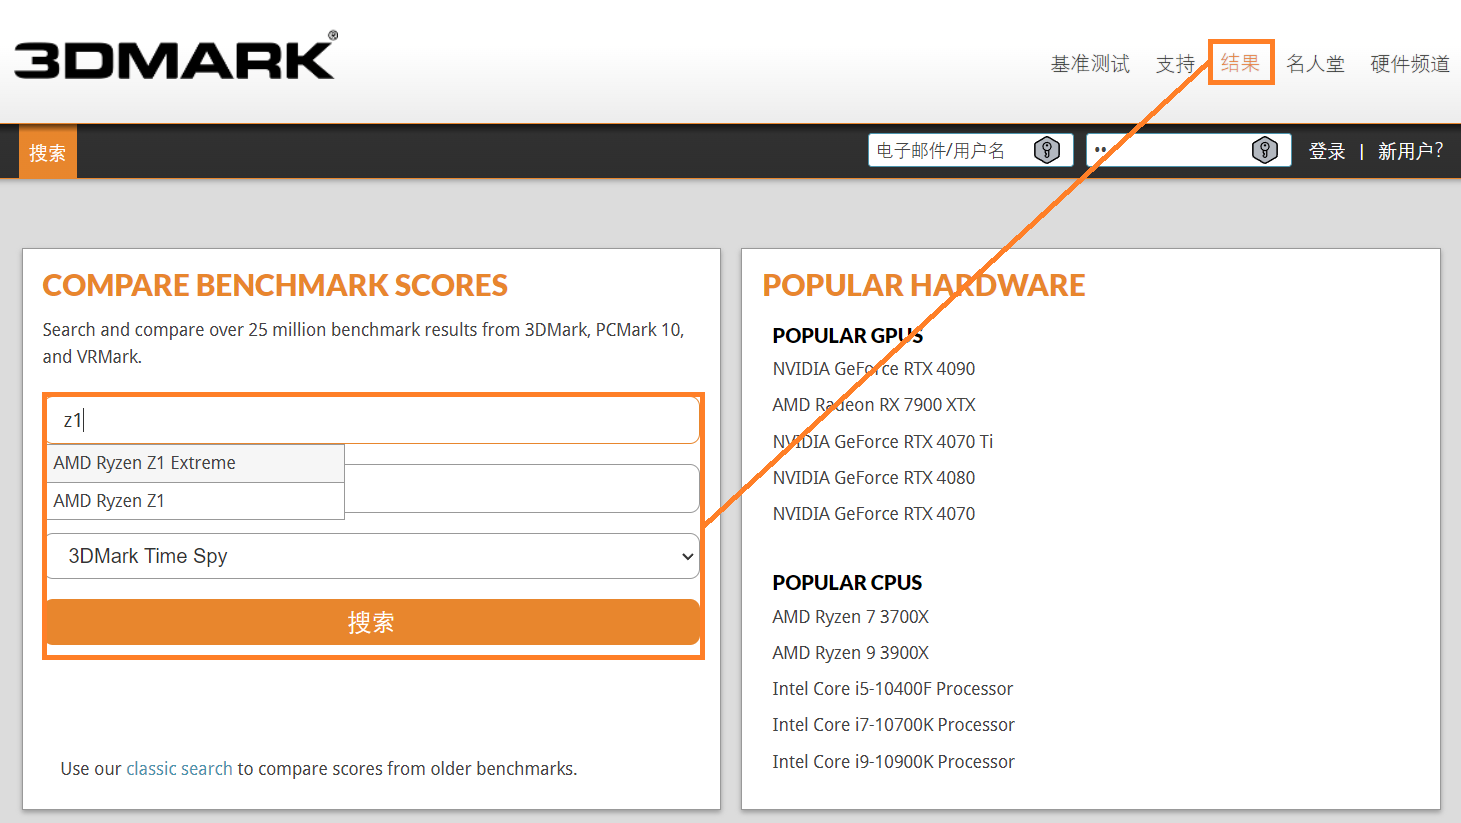 3DMARK®
基准测试 支持 结果 名人堂 硬件频道
搜索
电子邮件/用户名
••
登录 | 新用户?
COMPARE BENCHMARK SCORES
Search and compare over 25 million benchmark results from 3DMark, PCMark 10,
and VRMark.
z1
AMD Ryzen Z1 Extreme
AMD Ryzen Z1
3DMark Time Spy
搜索
Use our classic search to compare scores from older benchmarks.
POPULAR HARDWARE
POPULAR GPUS
NVIDIA GeForce RTX 4090
AMD Radeon RX 7900 XTX
NVIDIA GeForce RTX 4070 Ti
NVIDIA GeForce RTX 4080
NVIDIA GeForce RTX 4070
POPULAR CPUS
AMD Ryzen 7 3700X
AMD Ryzen 9 3900X
Intel Core i5-10400F Processor
Intel Core i7-10700K Processor
Intel Core i9-10900K Processor